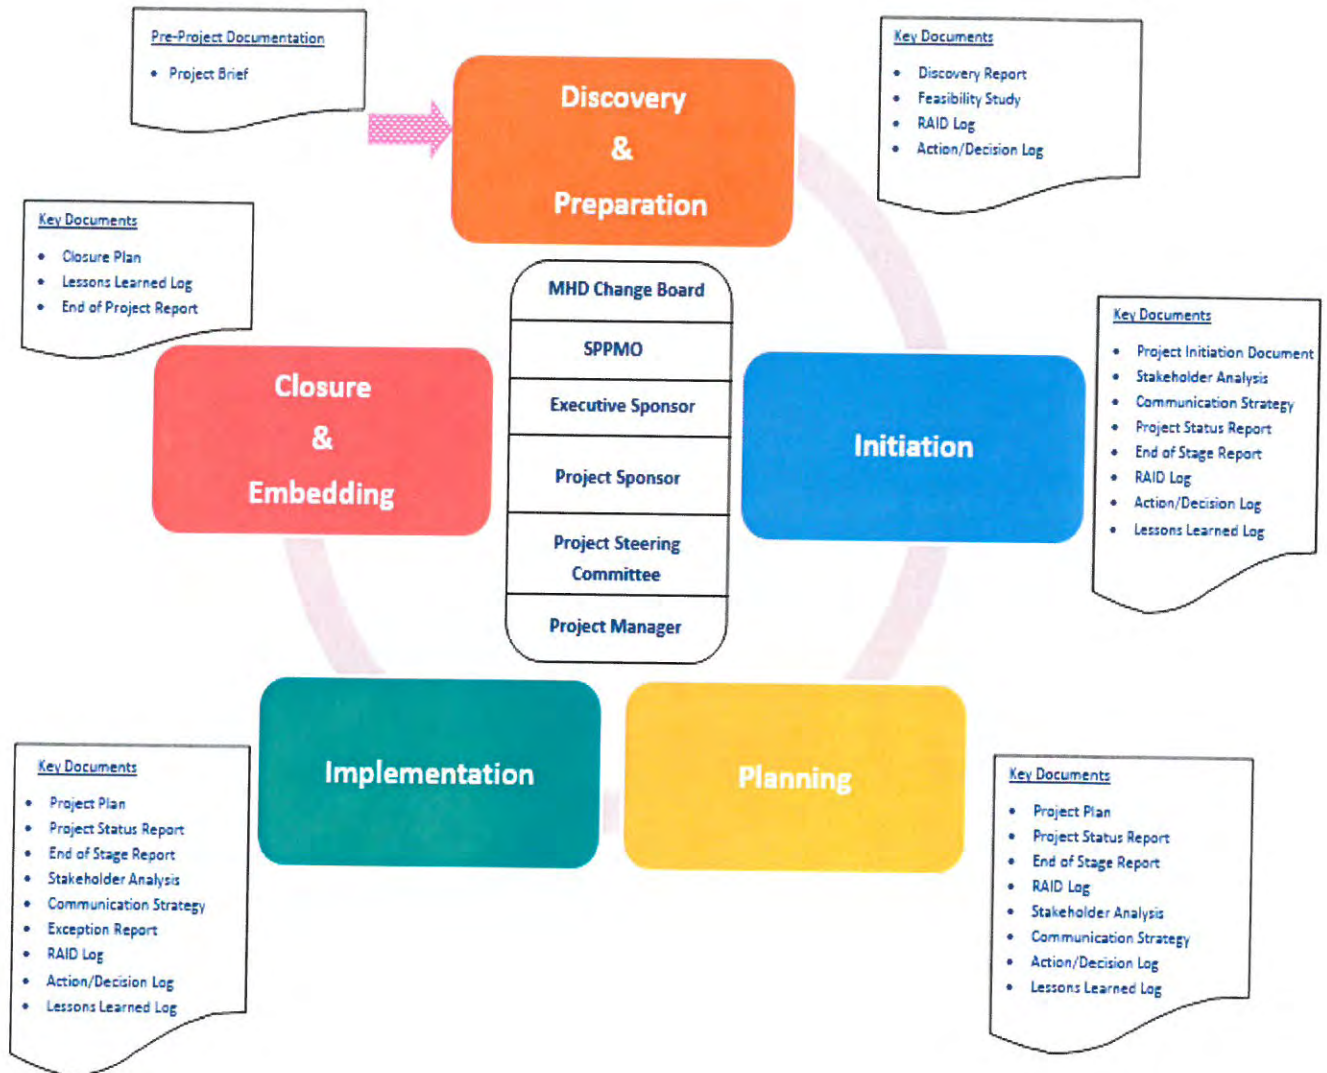 Pre-Project Documentation
• Project Brief
Discovery
&
Preparation
Key Documents
• Discovery Report
• Feasibility Study
• RAID Log
• Action/Decision Log
Key Documents
• Closure Plan
• Lessons Learned Log
• End of Project Report
MHD Change Board
SPPMO
Executive Sponsor
Project Sponsor
Project Steering
Committee
Project Manager
Closure
&
Embedding
Initiation
Key Documents
• Project Initiation Document
• Stakeholder Analysis
• Communication Strategy
• Project Status Report
• End of Stage Report
• RAID Log
• Action/Decision Log
• Lessons Learned Log
Implementation
Planning
Key Documents
• Project Plan
• Project Status Report
• End of Stage Report
• Stakeholder Analysis
• Communication Strategy
• Exception Report
• RAID Log
• Action/Decision Log
• Lessons Learned Log
Key Documents
• Project Plan
• Project Status Report
• End of Stage Report
• RAID Log
• Stakeholder Analysis
• Communication Strategy
• Action/Decision Log
• Lessons Learned Log